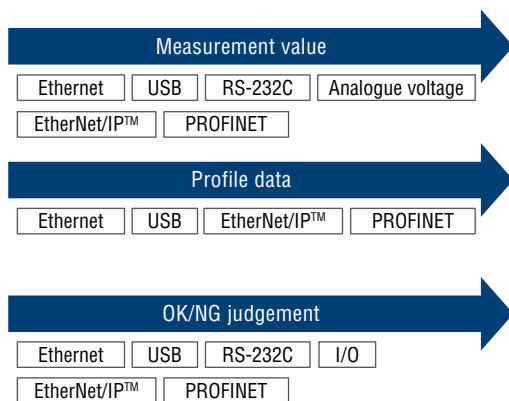 Measurement value
Ethernet USB RS-232C Analogue voltage
EtherNet/IP™ PROFINET
Profile data
Ethernet USB EtherNet/IP™ PROFINET
OK/NG judgement
Ethernet USB RS-232C I/O
EtherNet/IP™ PROFINET